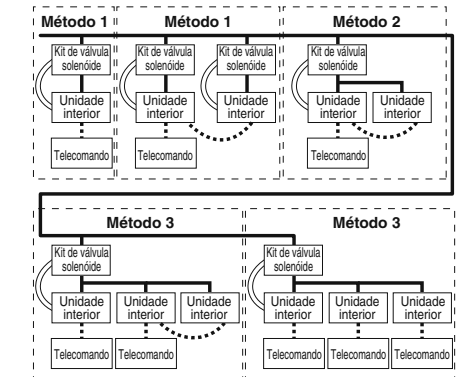 Método 1
Método 1
Método 2
Kit de válvula
solenóide
Kit de válvula
solenóide
Kit de válvula
solenóide
Kit de válvula
solenóide
Unidade
interior
Unidade
interior
Unidade
interior
Unidade
interior
Unidade
interior
Telecomando
Telecomando
Telecomando
Método 3
Método 3
Kit de válvula
solenóide
Kit de válvula
solenóide
Unidade
interior
Unidade
interior
Unidade
interior
Unidade
interior
Unidade
interior
Unidade
interior
Telecomando
Telecomando
Telecomando
Telecomando
Telecomando